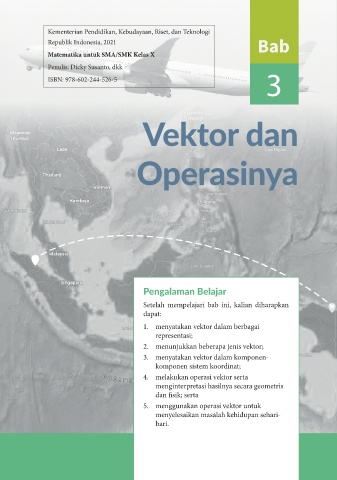 Kementerian Pendidikan, Kebudayaan, Riset, dan Teknologi
Republik Indonesia, 2021
Matematika untuk SMA/SMK Kelas X
Penulis: Dicky Susanto, dkk
ISBN: 978-602-244-526-5
Bab
3
Vektor dan
Operasinya
Laos
Thailand
Kamboja
Malaysia
Singapura
Pengalaman Belajar
Setelah mempelajari bab ini, kalian diharapkan
dapat:
1. menyatakan vektor dalam berbagai
representasi;
2. menunjukkan beberapa jenis vektor;
3. menyatakan vektor dalam komponen-
komponen sistem koordinat;
4. melakukan operasi vektor serta
menginterpretasi hasilnya secara geometris
dan fisik; serta
5. menggunakan operasi vektor untuk
menyelesaikan masalah kehidupan sehari-
hari.